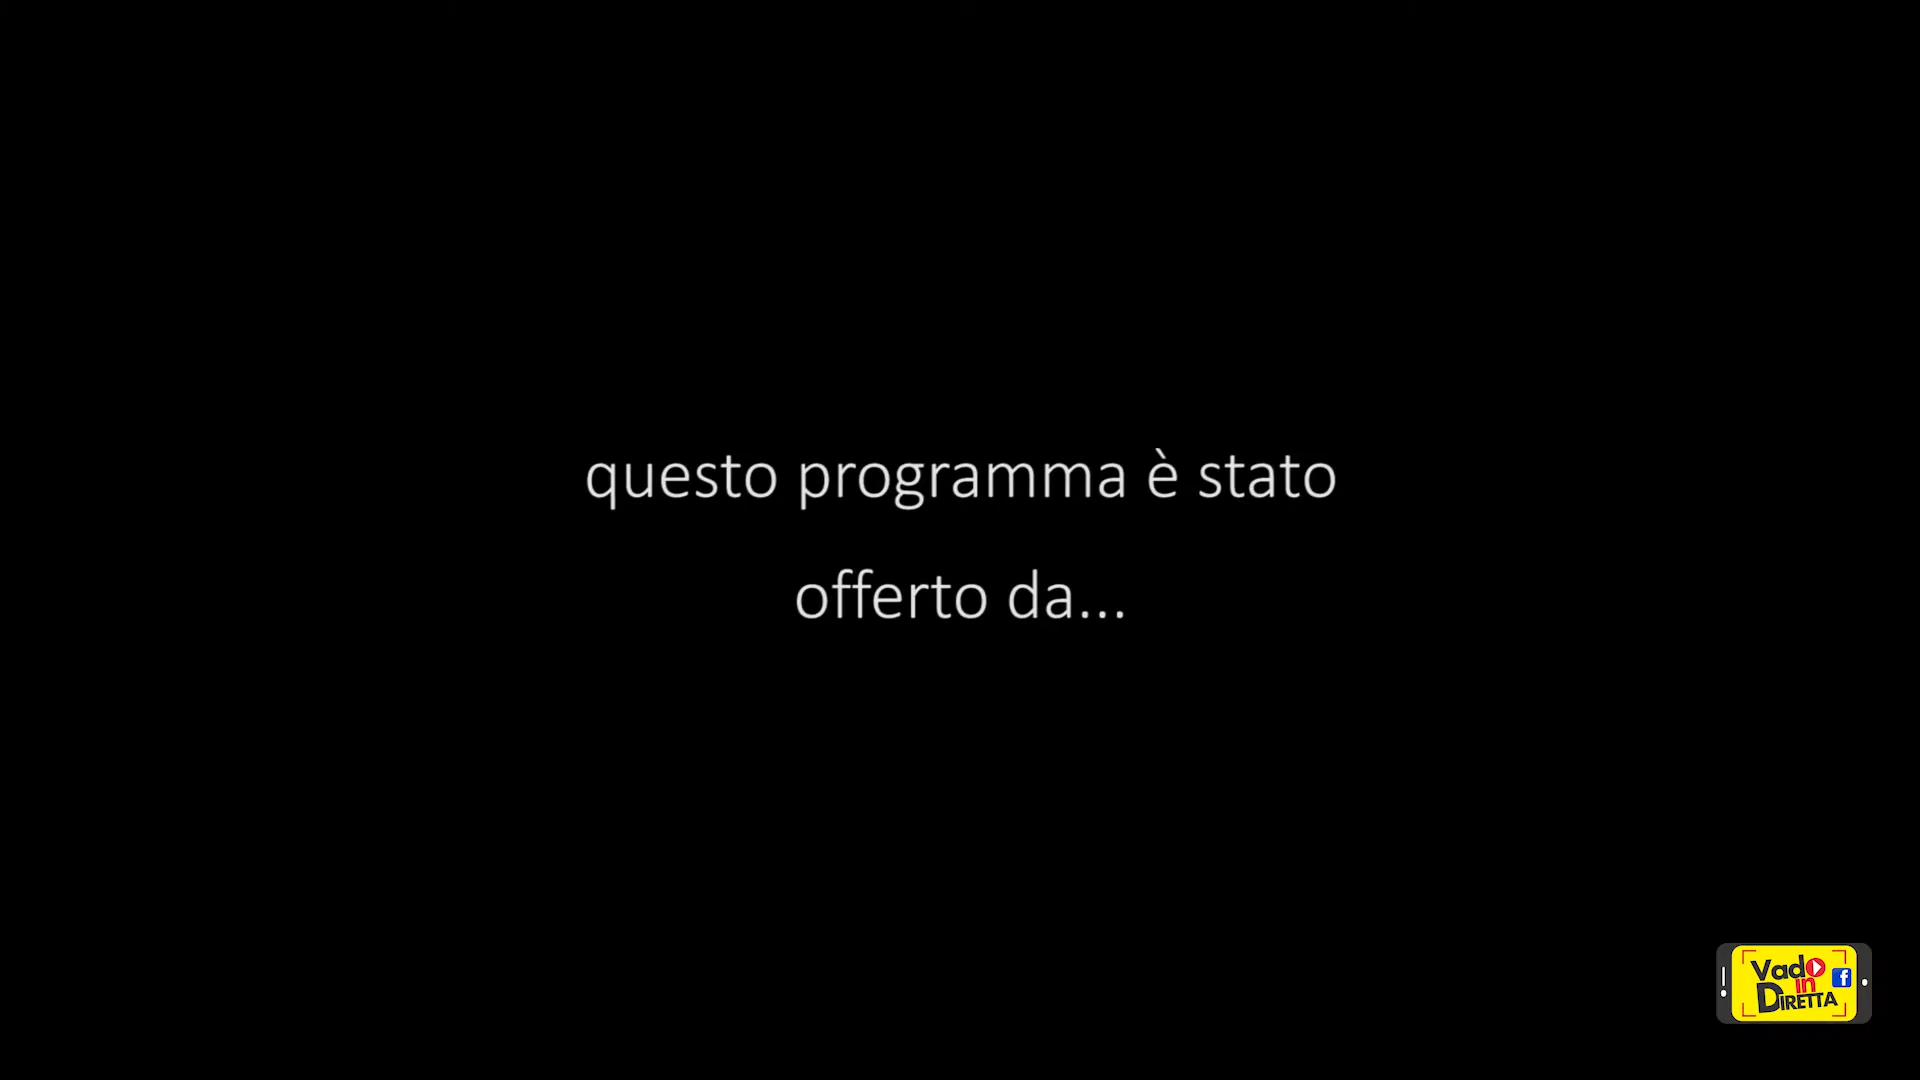 questo programma è stato
offerto da...
Vado
in
DIRETTA
f